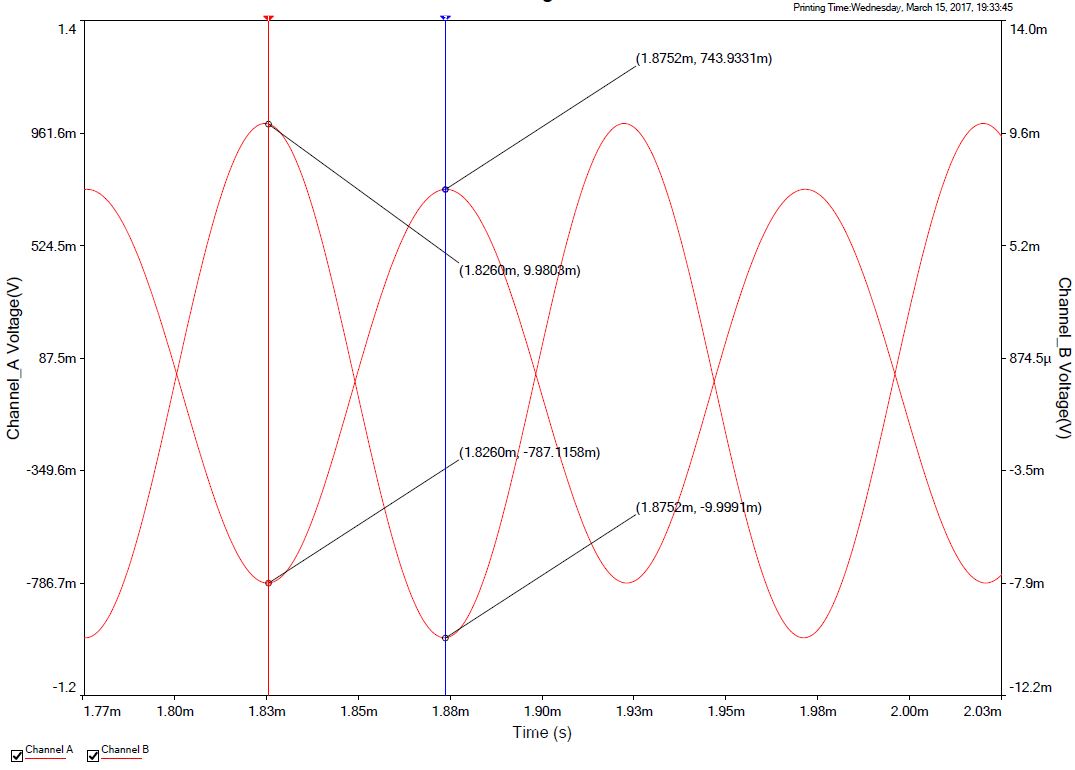 Printing Time:Wednesday, March 15, 2017, 19:33:45
1.4
14.0m
(1.8752m, 743.9331m)
961.6m
9.6m
524.5m
5.2m
(1.8260m, 9.9803m)
Channel_A Voltage(V)
Channel_B Voltage(V)
87.5m
874.5µ
(1.8260m, -787.1158m)
-349.6m
-3.5m
(1.8752m, -9.9991m)
-786.7m
-7.9m
-1.2
-12.2m
1.77m 1.80m 1.83m 1.85m 1.88m 1.90m 1.93m 1.95m 1.98m 2.00m 2.03m
Time (s)
Channel A Channel B